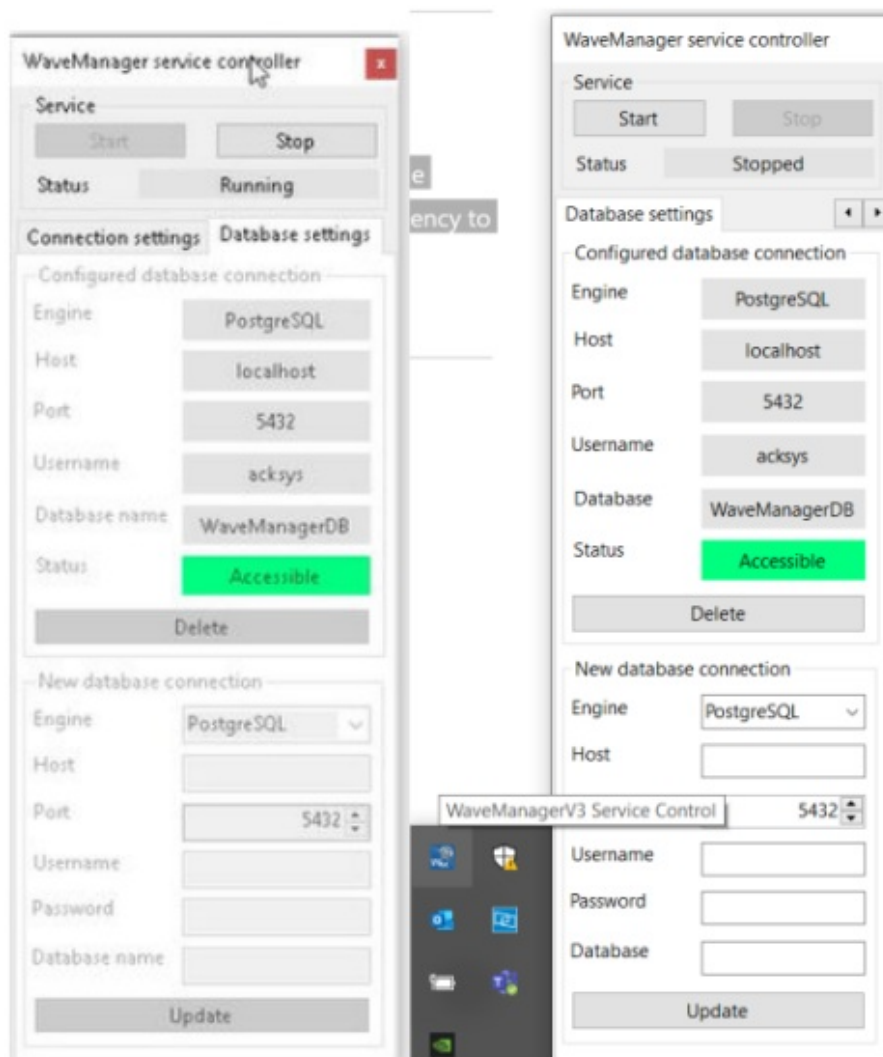 WaveManager service controller
Service
Start Stop
Status Running
Connection settings Database settings
Configured database connection
Engine PostgreSQL
Host localhost
Port 5432
Username acksys
Database name WaveManagerDB
Status Accessible
Delete
New database connection
Engine PostgreSQL
Host
Port 5432
Username
Password
Database name
Update
e
ency to
WaveManagerV3 Service Control
WaveManager service controller
Service
Start Stop
Status Stopped
Database settings
Configured database connection
Engine PostgreSQL
Host localhost
Port 5432
Username acksys
Database WaveManagerDB
Status Accessible
Delete
New database connection
Engine PostgreSQL
Host
5432
Username
Password
Database
Update